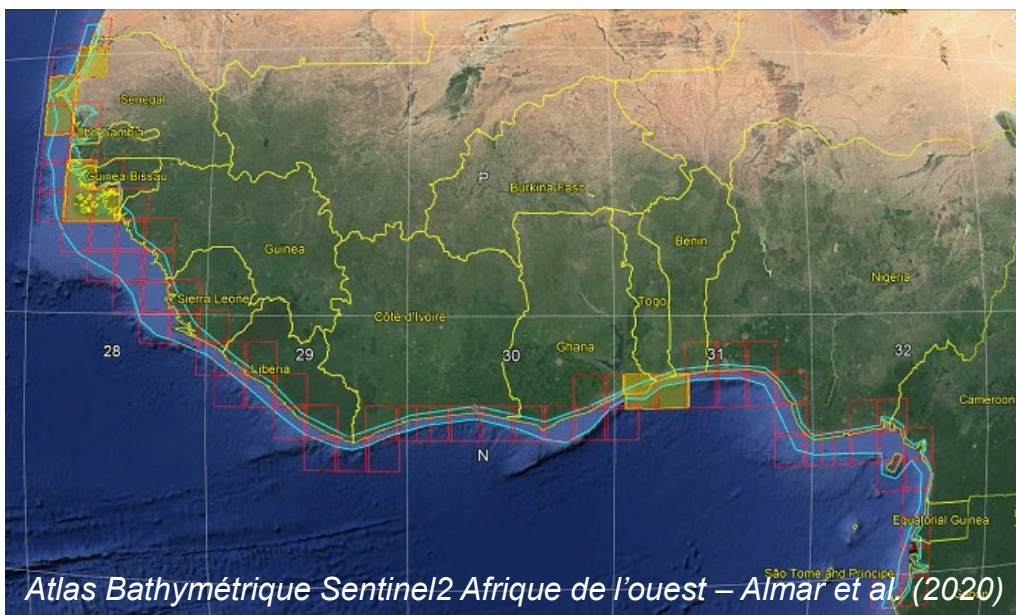 Senegal
The Gambia
Guinea-Bissau
P
Burkina Faso
Benin
Guinea
Nigeria
Sierra Leone
Togo
Côte d'Ivoire
28
29
30
Ghana
31
32
Liberia
Cameroon
N
Equatorial Guinea
São Tomé and Príncipe
Gabon
Atlas Bathymétrique Sentinel2 Afrique de l'ouest – Almar et al. (2020)